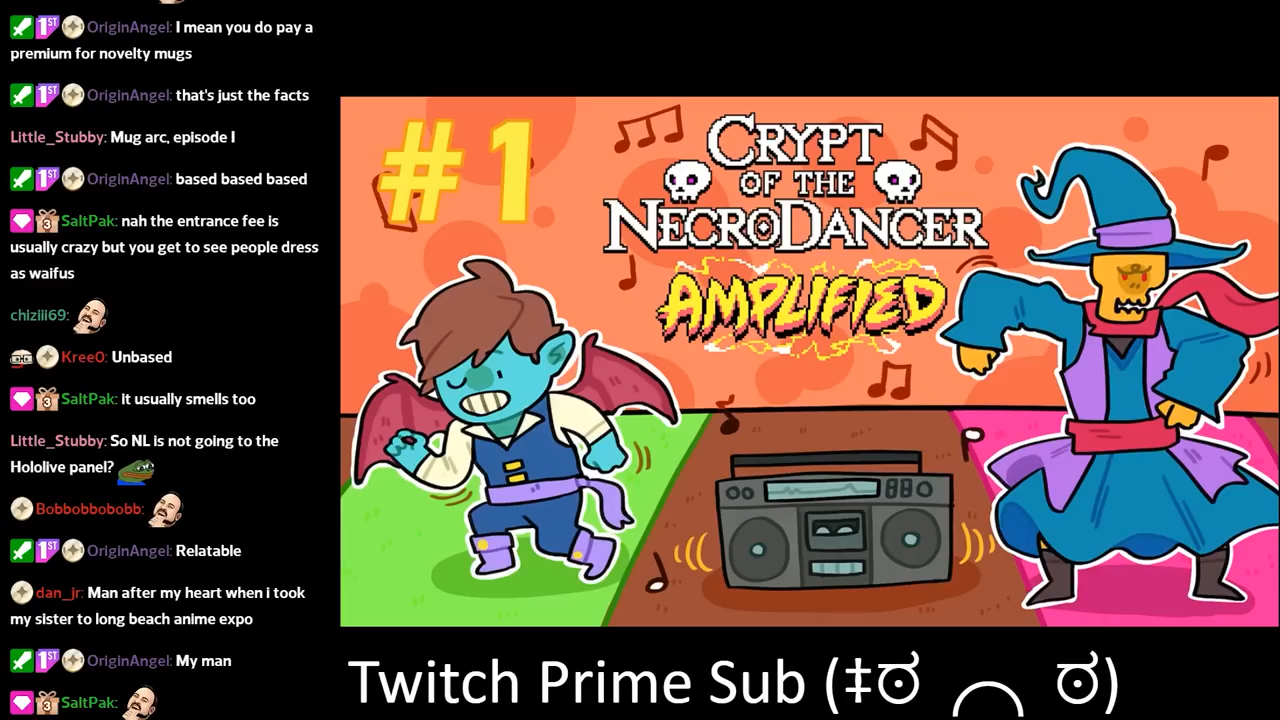 OriginAngel: I mean you do pay a
premium for novelty mugs
OriginAngel: that's just the facts
Little_Stubby: Mug arc, episode I
OriginAngel: based based based
SaltPak: nah the entrance fee is
usually crazy but you get to see people dress
as waifus
chiziii69:
KreeO: Unbased
SaltPak: it usually smells too
Little_Stubby: So NL is not going to the
Hololive panel?
Bobbobbobobb:
OriginAngel: Relatable
dan_jr: Man after my heart when i took
my sister to long beach anime expo
OriginAngel: My man
SaltPak:
#1
CRYPT
OF THE
NECRODANCER
AMPLIFIED
Twitch Prime Sub (‡ಠ ╭╮ ಠ)